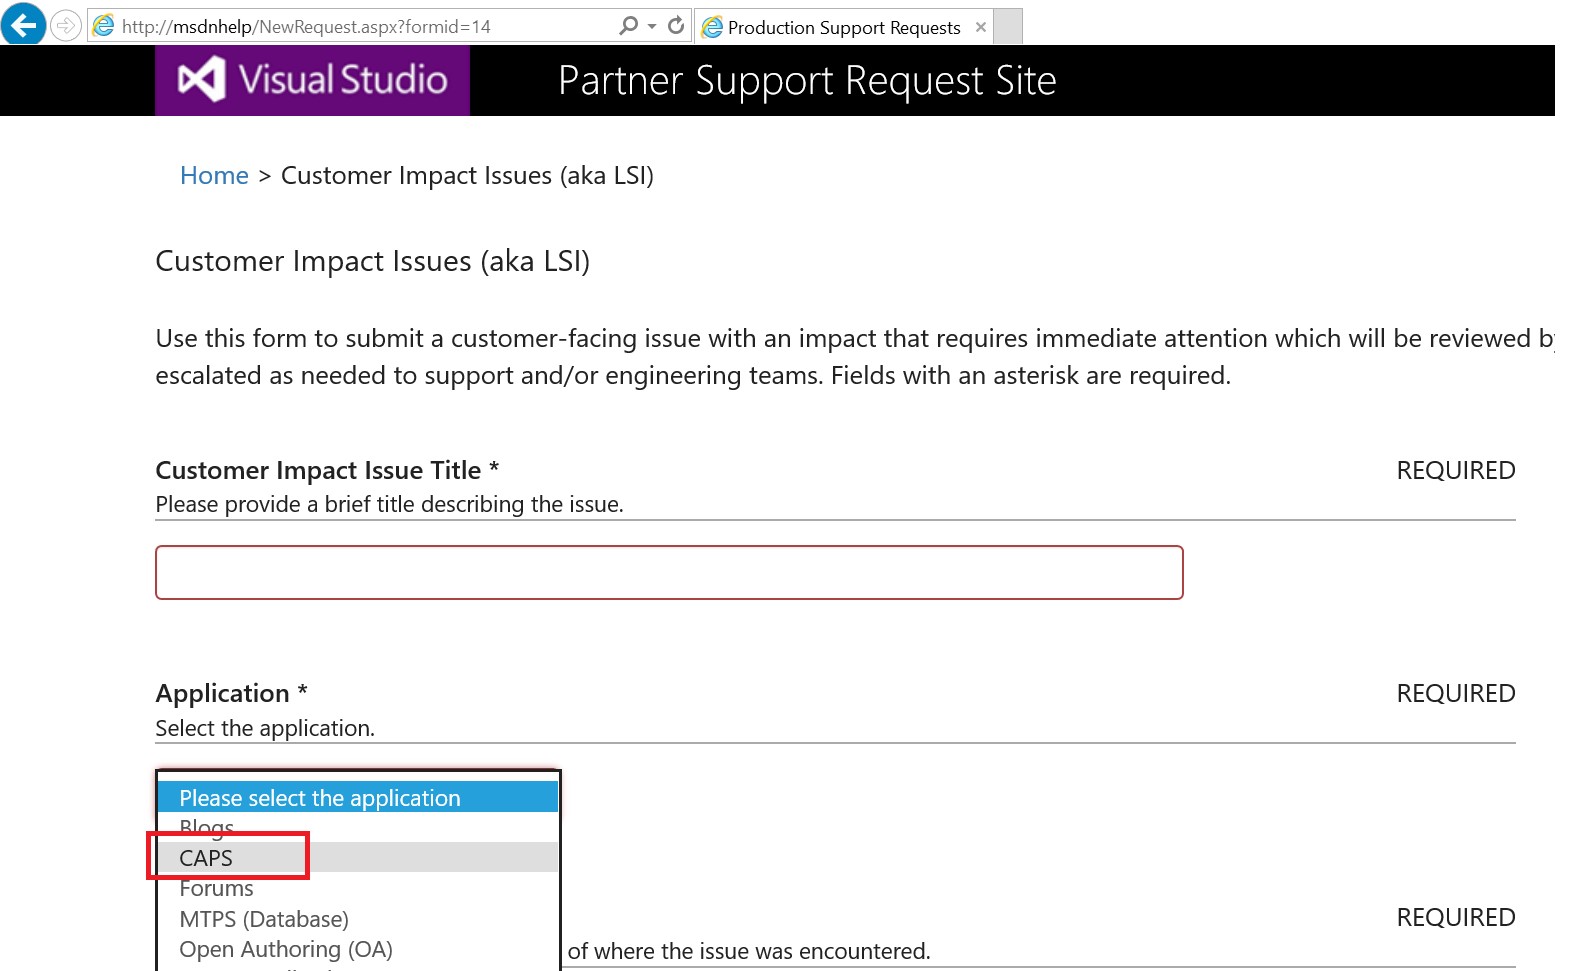 http://msdnhelp/NewRequest.aspx?formid=14
Production Support Requests
Visual Studio
Partner Support Request Site
Home > Customer Impact Issues (aka LSI)
Customer Impact Issues (aka LSI)
Use this form to submit a customer-facing issue with an impact that requires immediate attention which will be reviewed
escalated as needed to support and/or engineering teams. Fields with an asterisk are required.
Customer Impact Issue Title *
REQUIRED
Please provide a brief title describing the issue.
Application *
REQUIRED
Select the application.
Please select the application
Blogs
CAPS
Forums
MTPS (Database)
REQUIRED
Open Authoring (OA)
of where the issue was encountered.